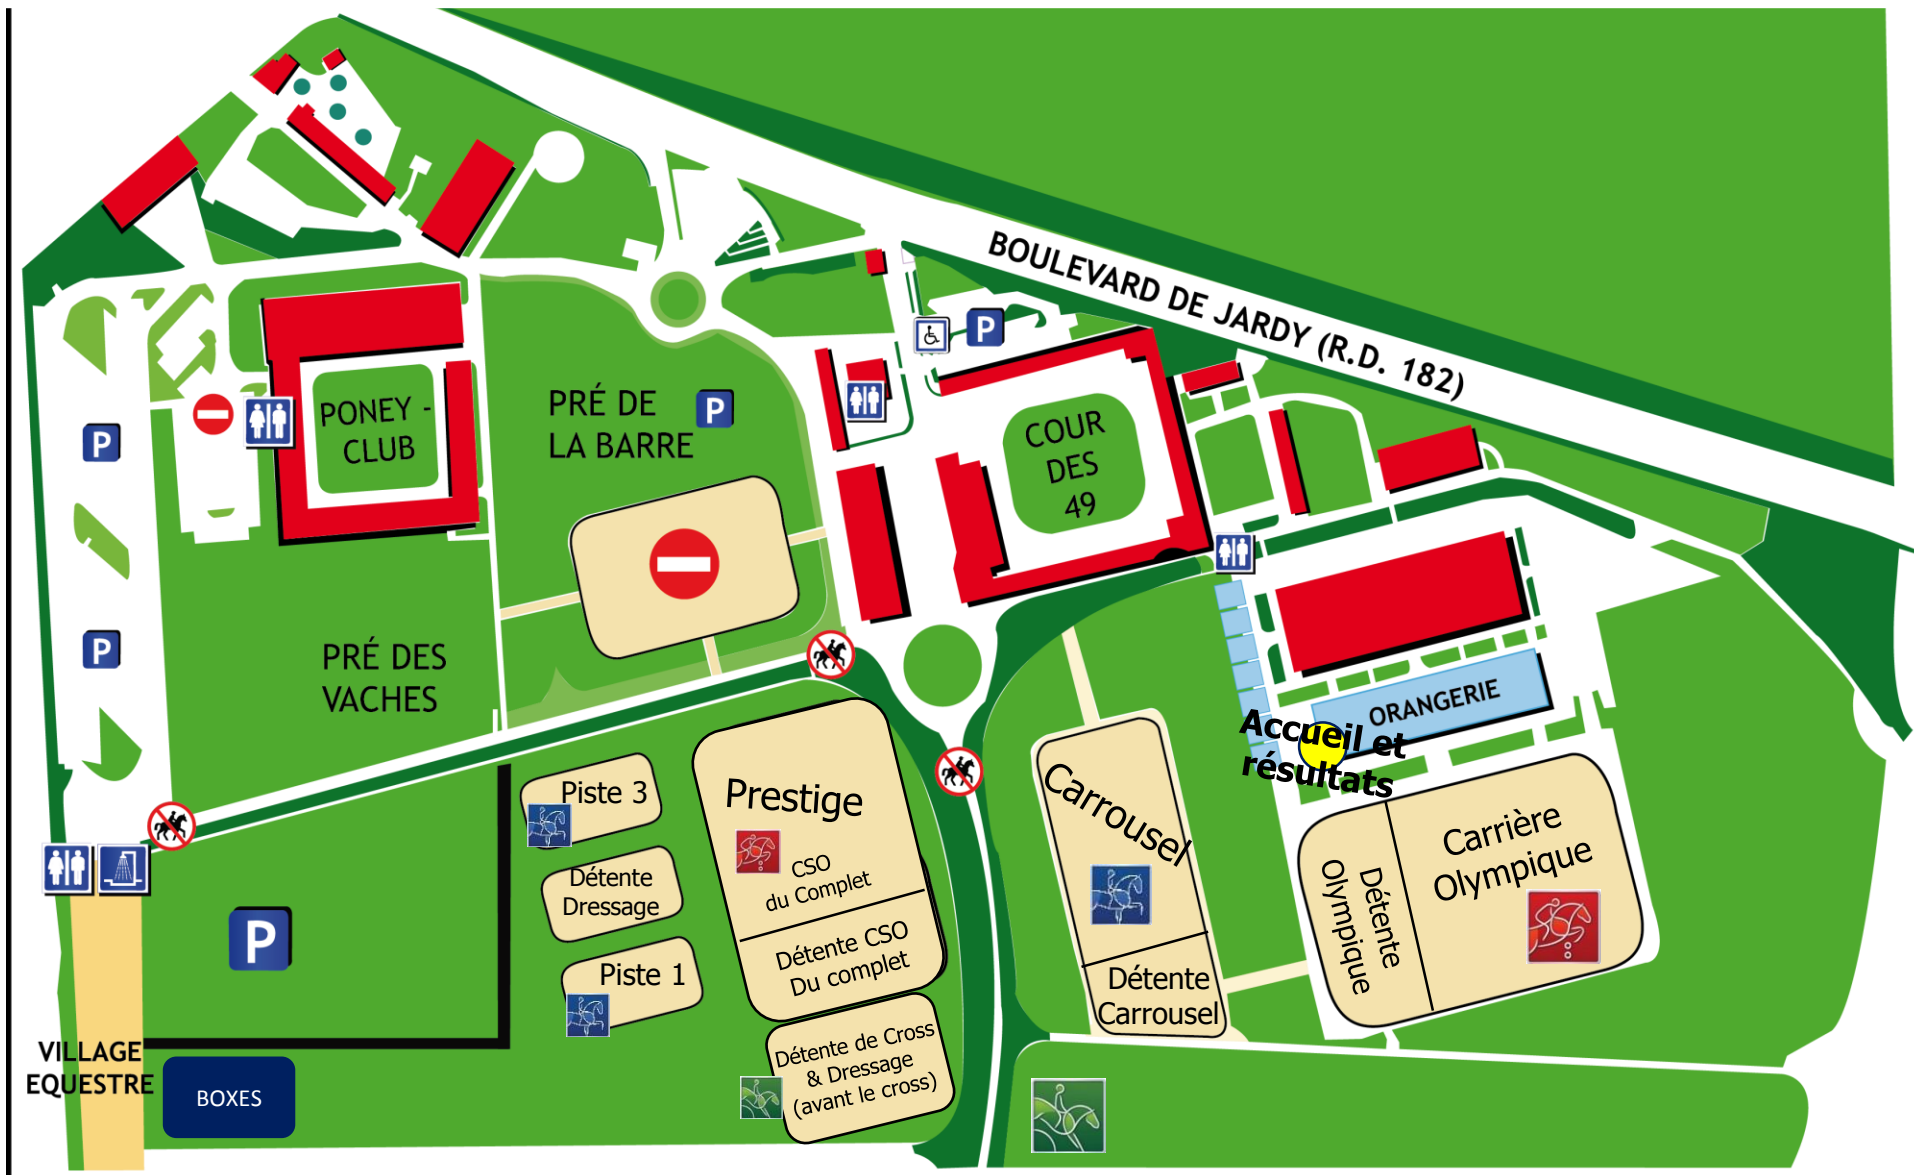 BOULEVARD DE JARDY (R.D. 182)
P
PONEY -
CLUB
PRÉ DE
LA BARRE
P
COUR
DES
49
P
P
PRÉ DES
VACHES
ORANGERIE
Accueil et
résultats
Piste 3
Prestige
CSO
du Complet
Détente
Dressage
Détente CSO
Du complet
Piste 1
Détente de Cross
& Dressage
(avant le cross)
Carrousel
Détente
Carrousel
Détente
Olympique
Carrière
Olympique
P
VILLAGE
EQUESTRE
BOXES